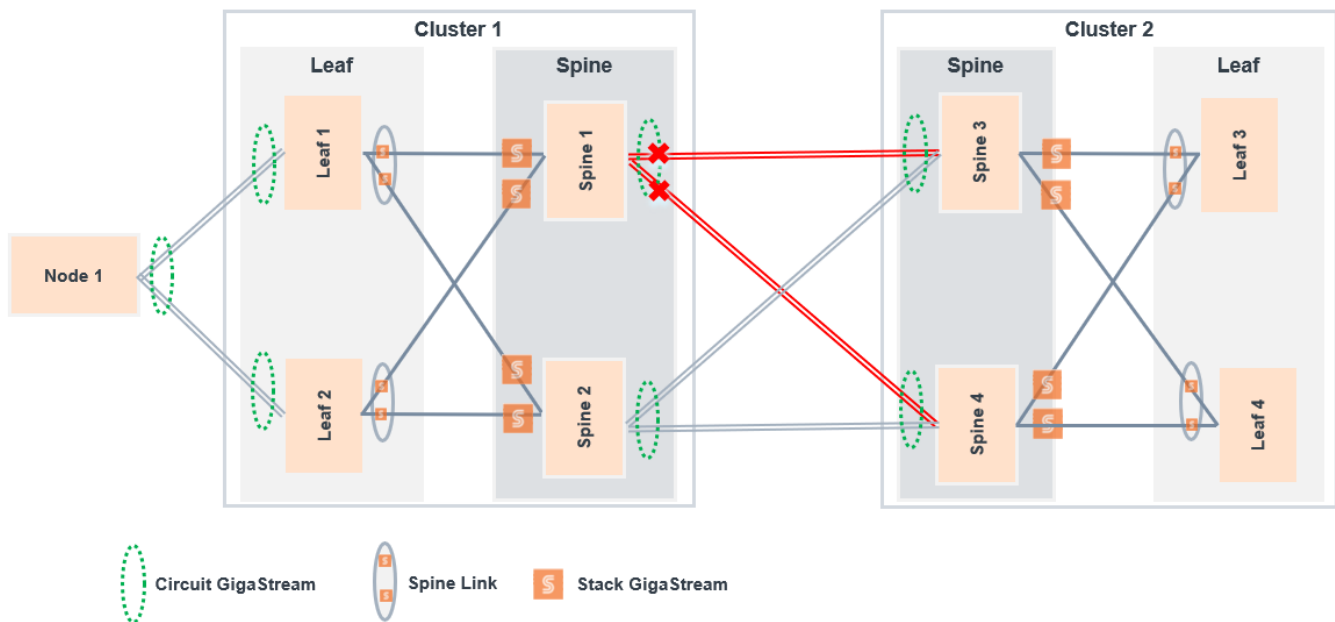 Cluster 1
Cluster 2
Leaf
Spine
Spine
Leaf
Leaf 1
Spine 1
Spine 3
Leaf 3
Node 1
Leaf 2
Spine 2
Spine 4
Leaf 4
Circuit GigaStream
Spine Link
Stack GigaStream